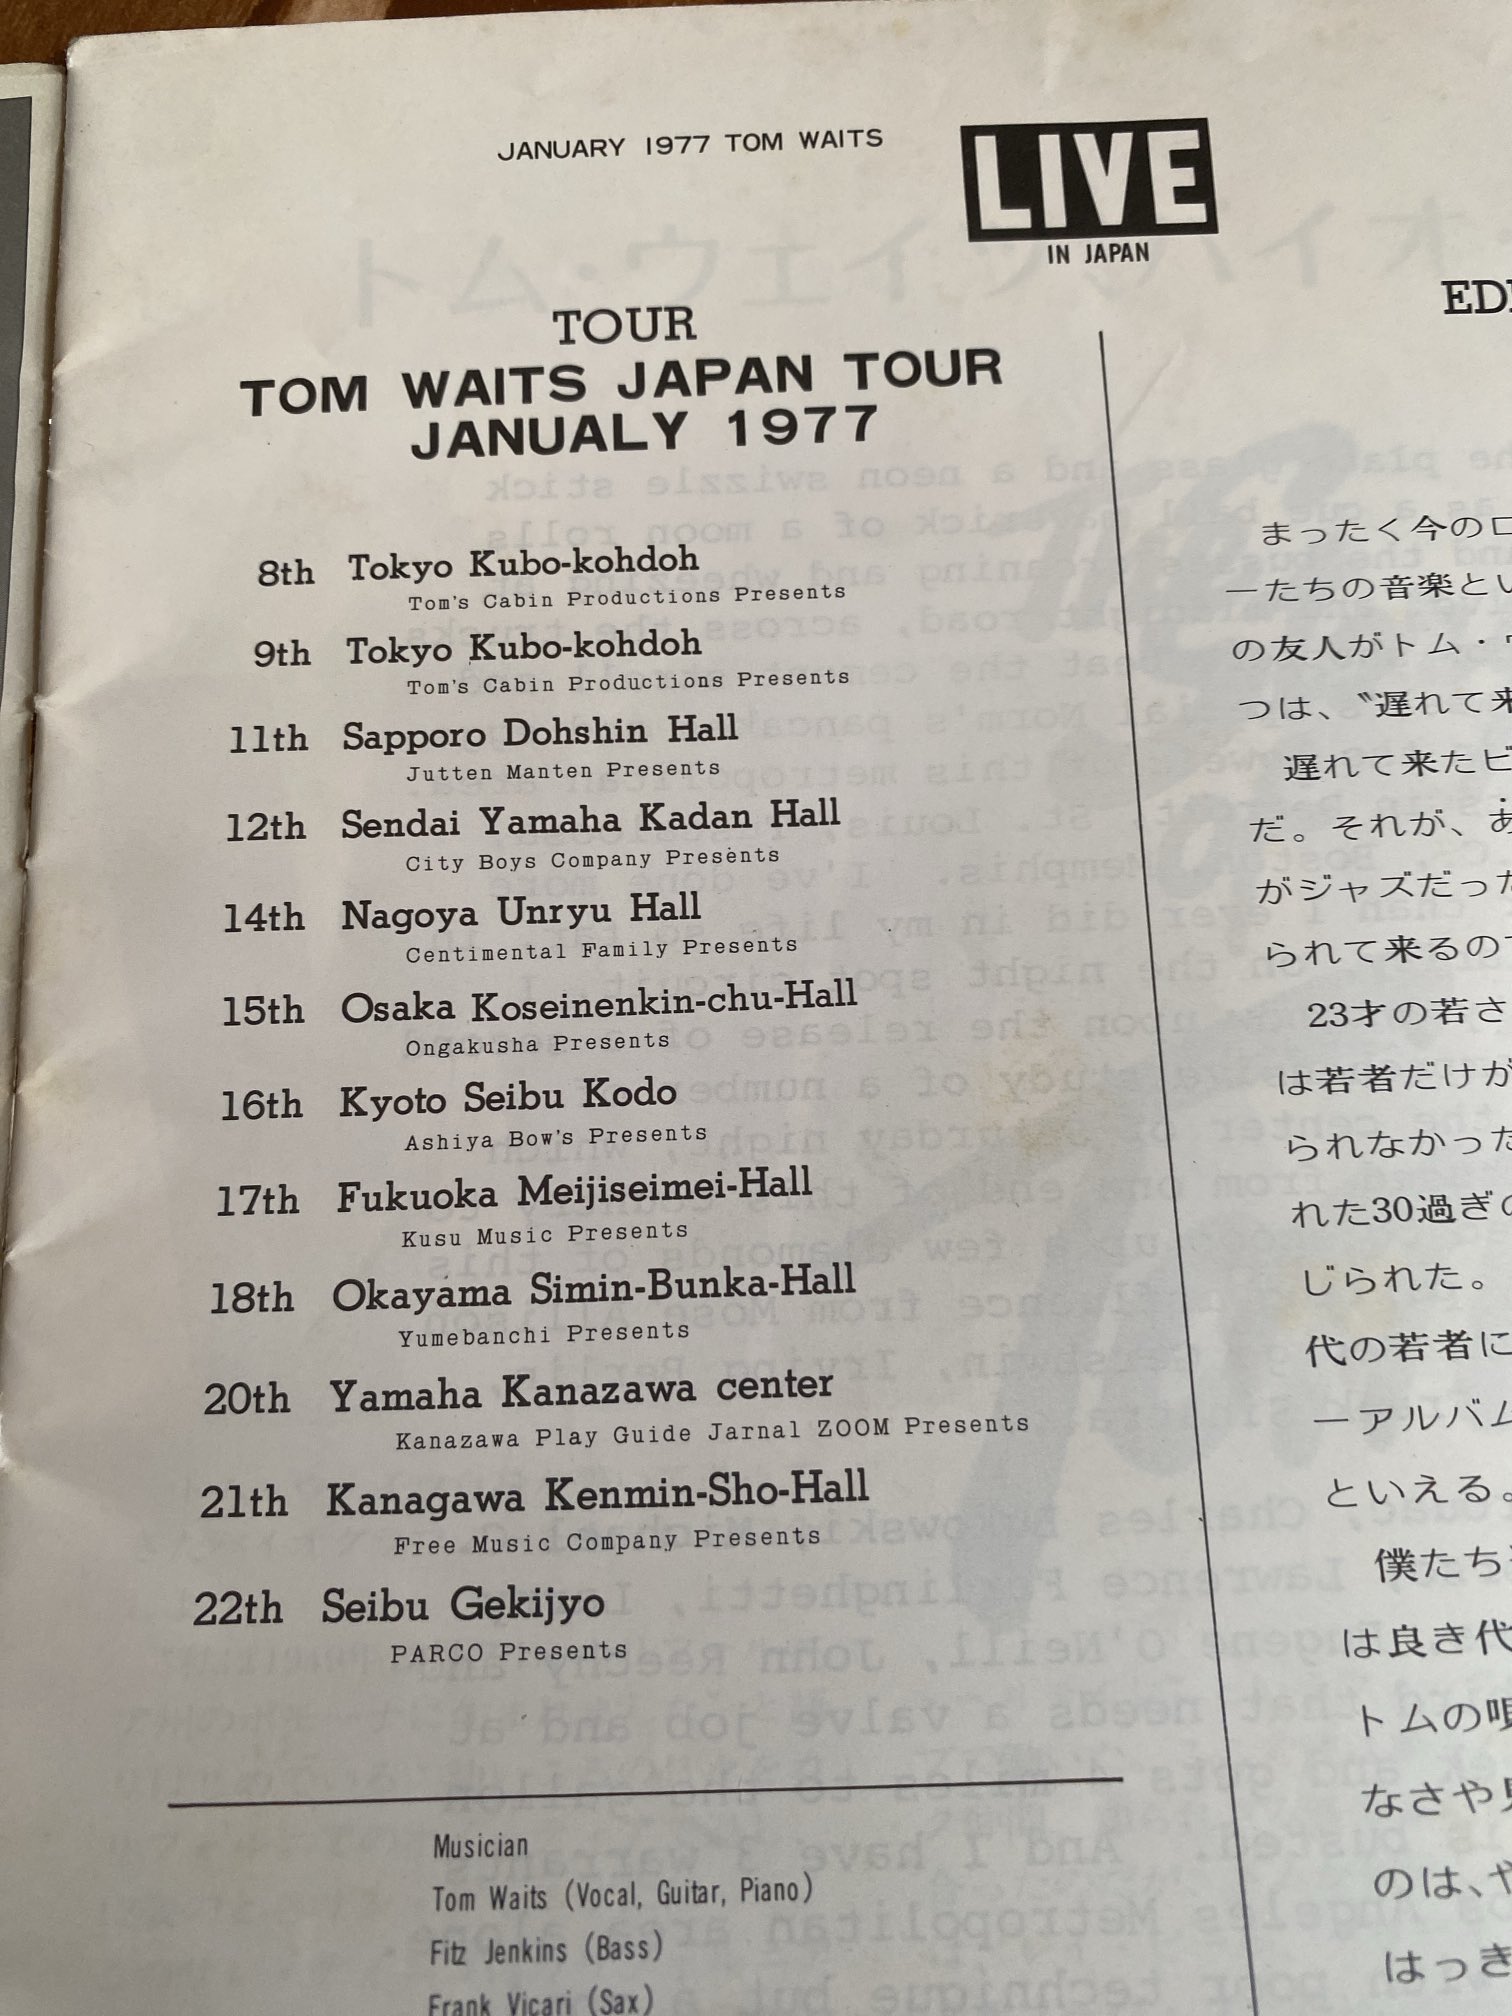 JANUARY 1977 TOM WAITS
LIVE
IN JAPAN
TOUR
TOM WAITS JAPAN TOUR
JANUALY 1977
8th Tokyo Kubo-kohdoh
Tom's Cabin Productions Presents
9th Tokyo Kubo-kohdoh
Tom's Cabin Productions Presents
11th Sapporo Dohshin Hall
Jutten Manten Presents
12th Sendai Yamaha Kadan Hall
City Boys Company Presents
14th Nagoya Unryu Hall
Centimental Family Presents
15th Osaka Koseinenkin-chu-Hall
Ongakusha Presents
16th Kyoto Seibu Kodo
Ashiya Bow's Presents
17th Fukuoka Meijiseimei-Hall
Kusu Music Presents
18th Okayama Simin-Bunka-Hall
Yumebanchi Presents
20th Yamaha Kanazawa center
Kanazawa Play Guide Jarnal ZOOM Presents
21th Kanagawa Kenmin-Sho-Hall
Free Music Company Presents
22th Seibu Gekijyo
PARCO Presents
Musician
Tom Waits (Vocal, Guitar, Piano)
Fitz Jenkins (Bass)
Frank Vicari (Sax)
まったく今のロ
ーたちの音楽とい
の友人がトム・ウ
つは、〝遅れて来
遅れて来たビ
だ。それが、あ
がジャズだった
られて来るので
23才の若さ
は若者だけが
られなかった
れた30過ぎの
じられた。
代の若者に
ーアルバム
といえる。
僕たち
は良き代
トムの唄
なさや
のは、や
はっき